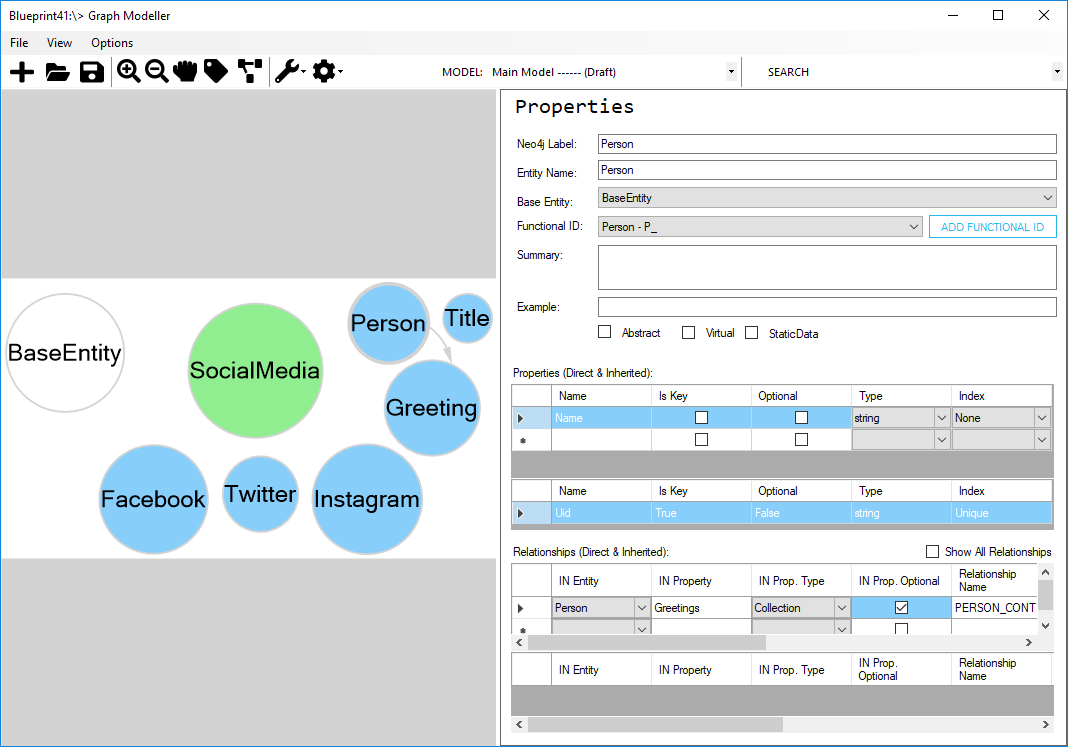 Blueprint41:\> Graph Modeller
File View Options
MODEL: Main Model ------ (Draft) SEARCH
BaseEntity
SocialMedia
Person
Title
Greeting
Facebook
Twitter
Instagram
Properties
Neo4j Label: Person
Entity Name: Person
Base Entity: BaseEntity
Functional ID: Person - P_ ADD FUNCTIONAL ID
Summary:
Example:
Abstract Virtual StaticData
Properties (Direct & Inherited):
Name Is Key Optional Type Index
Name string None
Name Is Key Optional Type Index
Uid True False string Unique
Relationships (Direct & Inherited): Show All Relationships
IN Entity IN Property IN Prop. Type IN Prop. Optional Relationship Name
Person Greetings Collection PERSON_CONT
IN Entity IN Property IN Prop. Type IN Prop. Optional Relationship Name